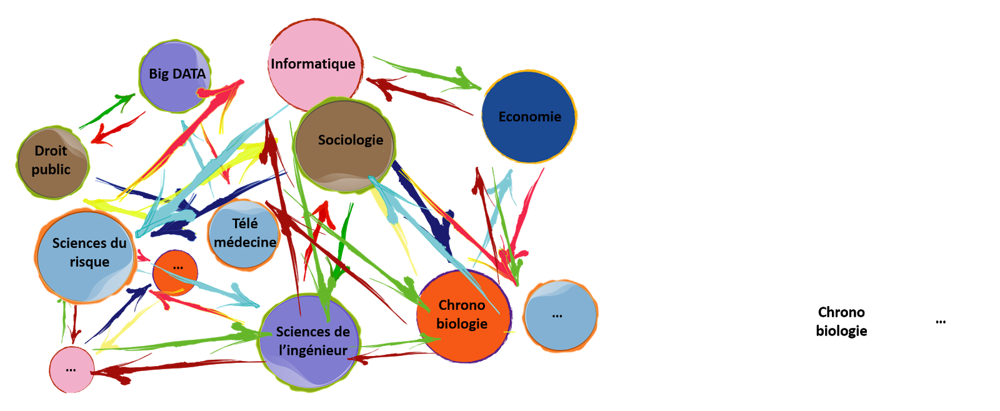 Informatique
Big DATA
Economie
Sociologie
Droit
public
Télé
médecine
Sciences du
risque
...
Chrono
biologie
...
Sciences de
l'ingénieur
...
Chrono
biologie
...